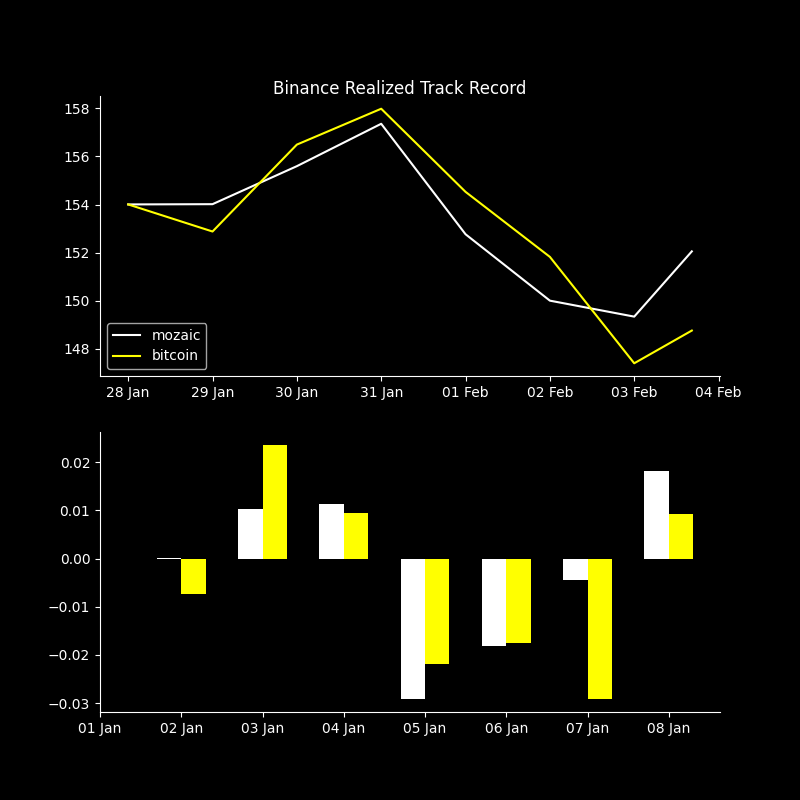 Binance Realized Track Record
158
156
154
152
150
148
mozaic
bitcoin
28 Jan 29 Jan 30 Jan 31 Jan 01 Feb 02 Feb 03 Feb 04 Feb
0.02
0.01
0.00
−0.01
−0.02
−0.03
01 Jan 02 Jan 03 Jan 04 Jan 05 Jan 06 Jan 07 Jan 08 Jan